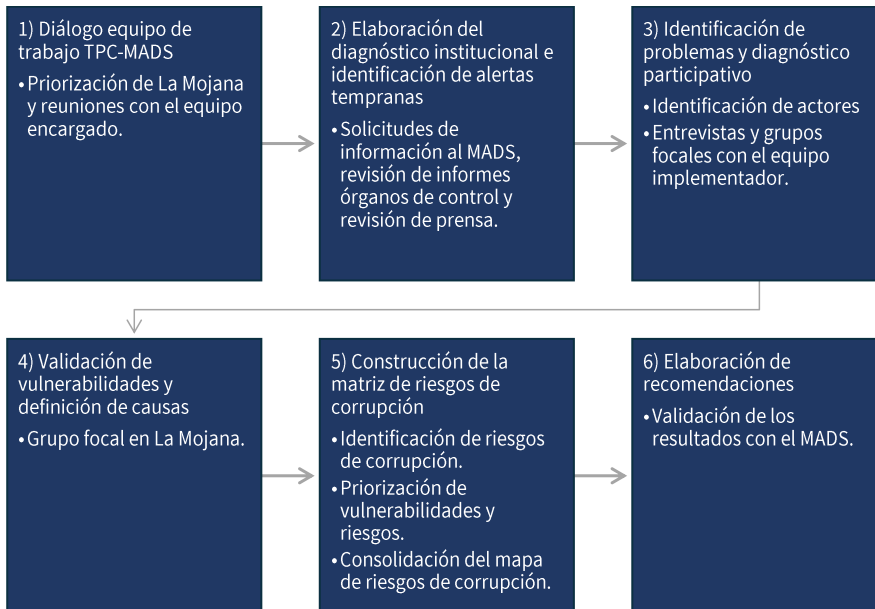 1) Diálogo equipo de
trabajo TPC-MADS
• Priorización de La Mojana
y reuniones con el equipo
encargado.
2) Elaboración del
diagnóstico institucional e
identificación de alertas
tempranas
• Solicitudes de
información al MADS,
revisión de informes
órganos de control y
revisión de prensa.
3) Identificación de
problemas y diagnóstico
participativo
• Identificación de actores
• Entrevistas y grupos
focales con el equipo
implementador.
4) Validación de
vulnerabilidades y
definición de causas
• Grupo focal en La Mojana.
5) Construcción de la
matriz de riesgos de
corrupción
• Identificación de riesgos
de corrupción.
• Priorización de
vulnerabilidades y
riesgos.
• Consolidación del mapa
de riesgos de corrupción.
6) Elaboración de
recomendaciones
• Validación de los
resultados con el MADS.